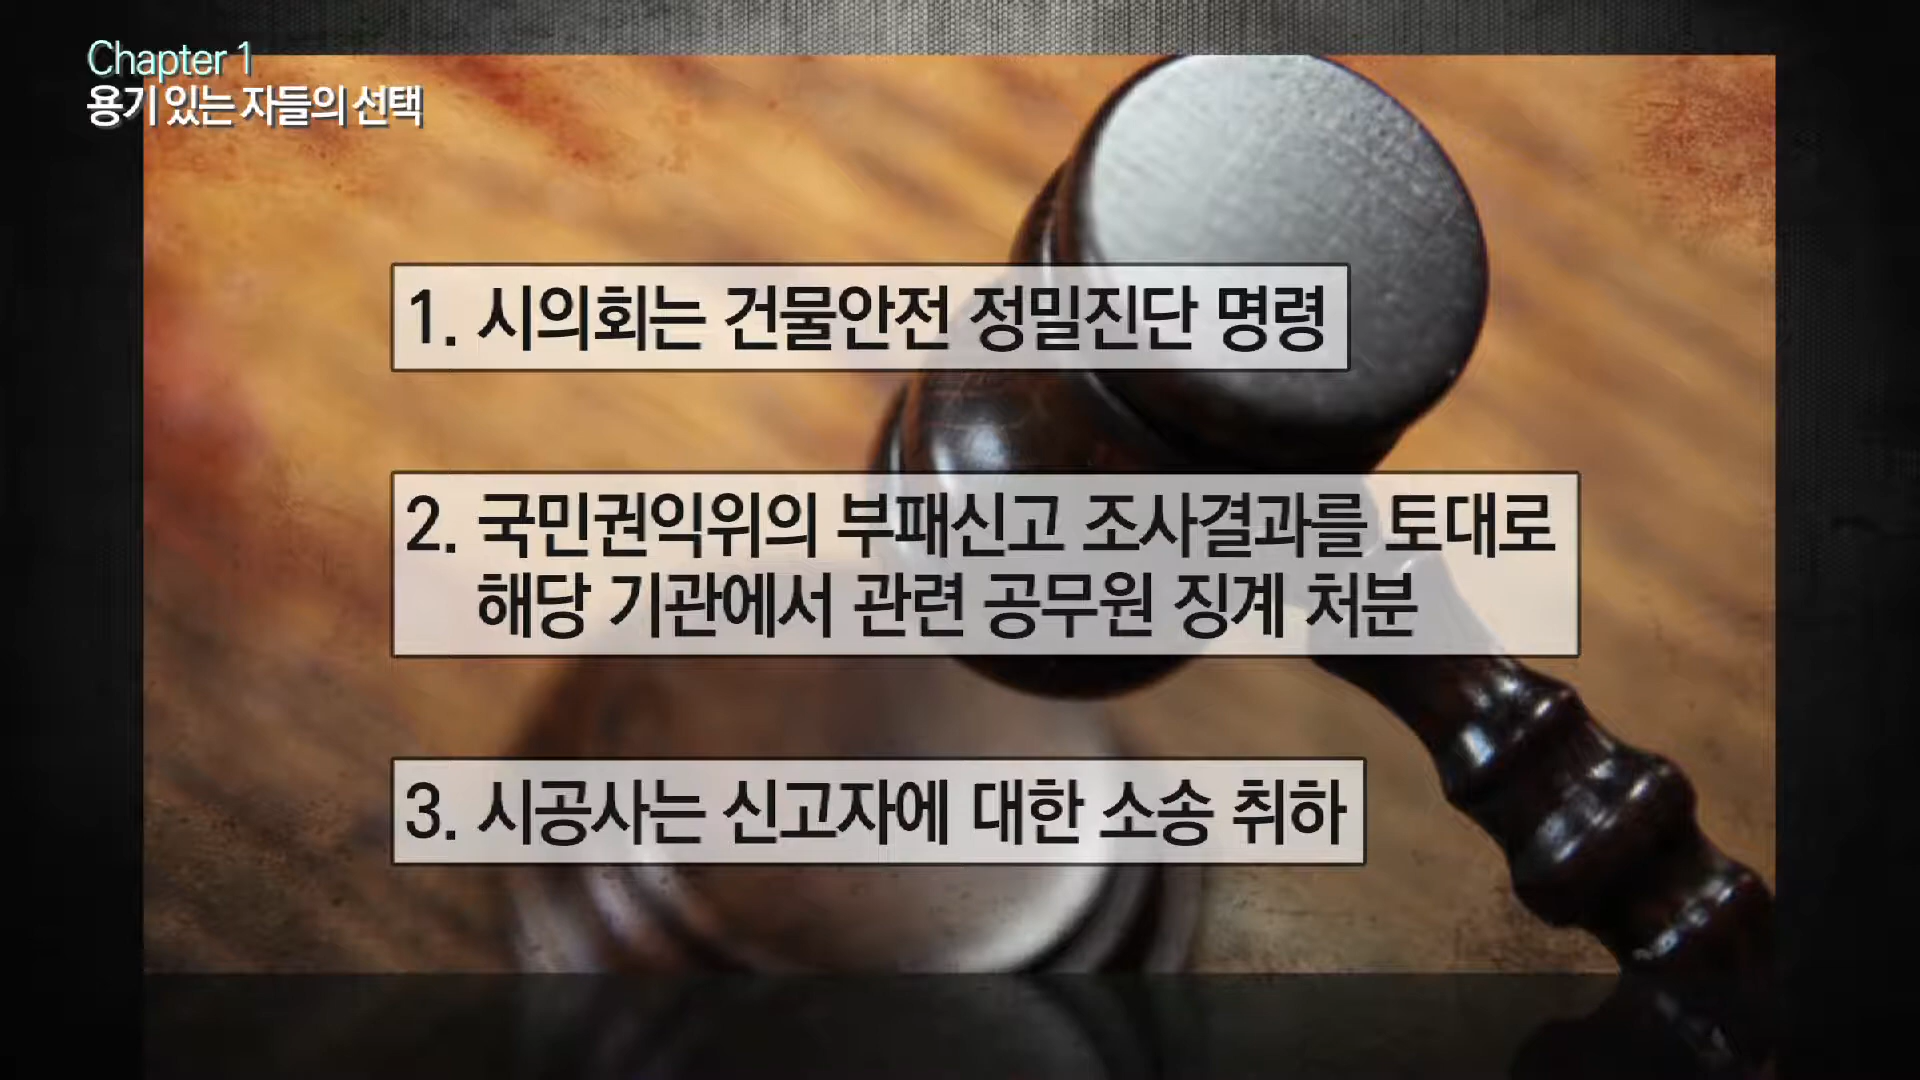 Chapter 1
용기 있는 자들의 선택
1. 시의회는 건물안전 정밀진단 명령
2. 국민권익위의 부패신고 조사결과를 토대로
해당 기관에서 관련 공무원 징계 처분
3. 시공사는 신고자에 대한 소송 취하